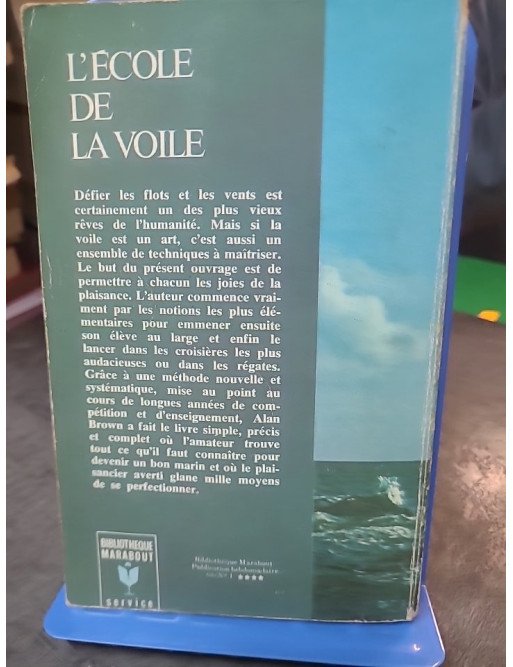 L'ÉCOLE
DE
LA VOILE
Défier les flots et les vents est
certainement un des plus vieux
rêves de l'humanité. Mais si la
voile est un art, c'est aussi un
ensemble de techniques à maîtriser.
Le but du présent ouvrage est de
permettre à chacun les joies de la
plaisance. L'auteur commence vrai-
ment par les notions les plus élé-
mentaires pour emmener ensuite
son élève au large et enfin le
lancer dans les croisières les plus
audacieuses ou dans les régates.
Grâce à une méthode nouvelle et
systématique, mise au point au
cours de longues années de com-
pétition et d'enseignement, Alan
Brown a fait le livre simple, précis
et complet où l'amateur trouve
tout ce qu'il faut connaître pour
devenir un bon marin et où le plai-
sancier averti glane mille moyens
de se perfectionner.
BIBLIOTHEQUE
MARABOUT
service
Bibliothèque Marabout
Publication hebdomadaire